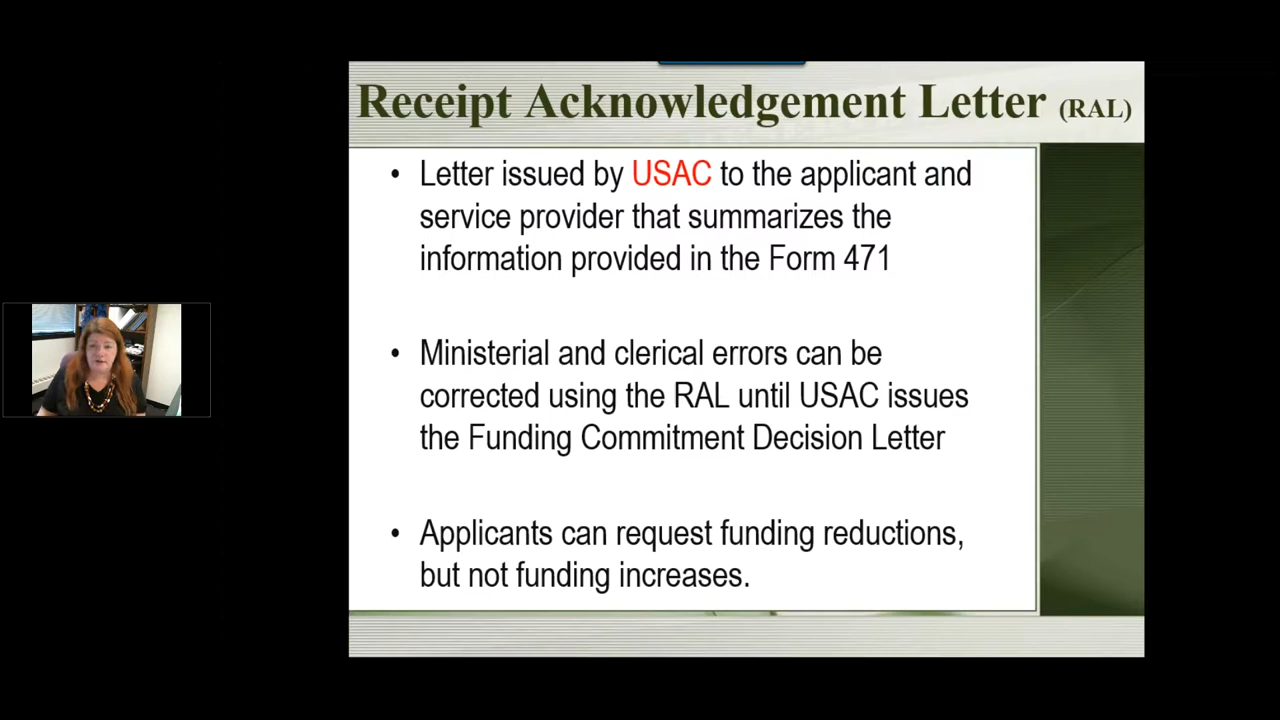 Receipt Acknowledgement Letter (RAL)
• Letter issued by USAC to the applicant and
service provider that summarizes the
information provided in the Form 471
• Ministerial and clerical errors can be
corrected using the RAL until USAC issues
the Funding Commitment Decision Letter
• Applicants can request funding reductions,
but not funding increases.